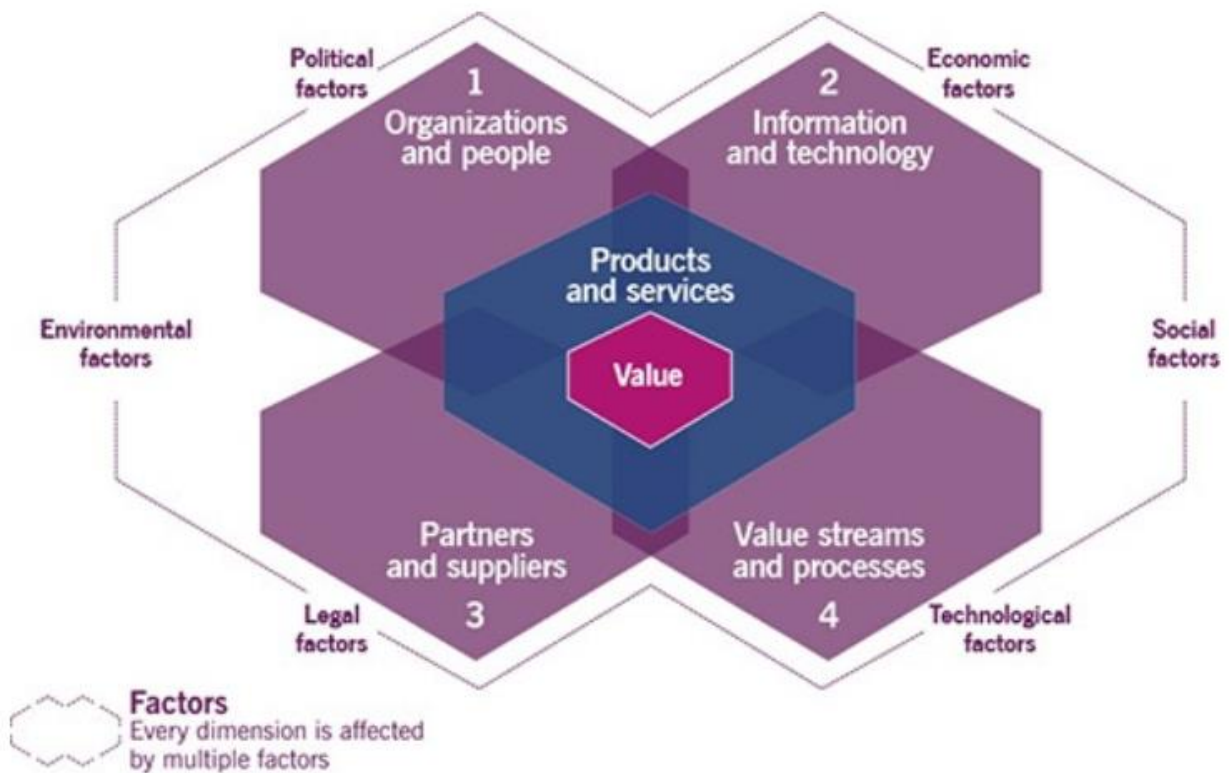 Political
factors
1
Organizations
and people
2
Information
and technology
Economic
factors
Products
and services
Value
Environmental
factors
Social
factors
Partners
and suppliers
3
Value streams
and processes
4
Legal
factors
Technological
factors
Factors
Every dimension is affected
by multiple factors